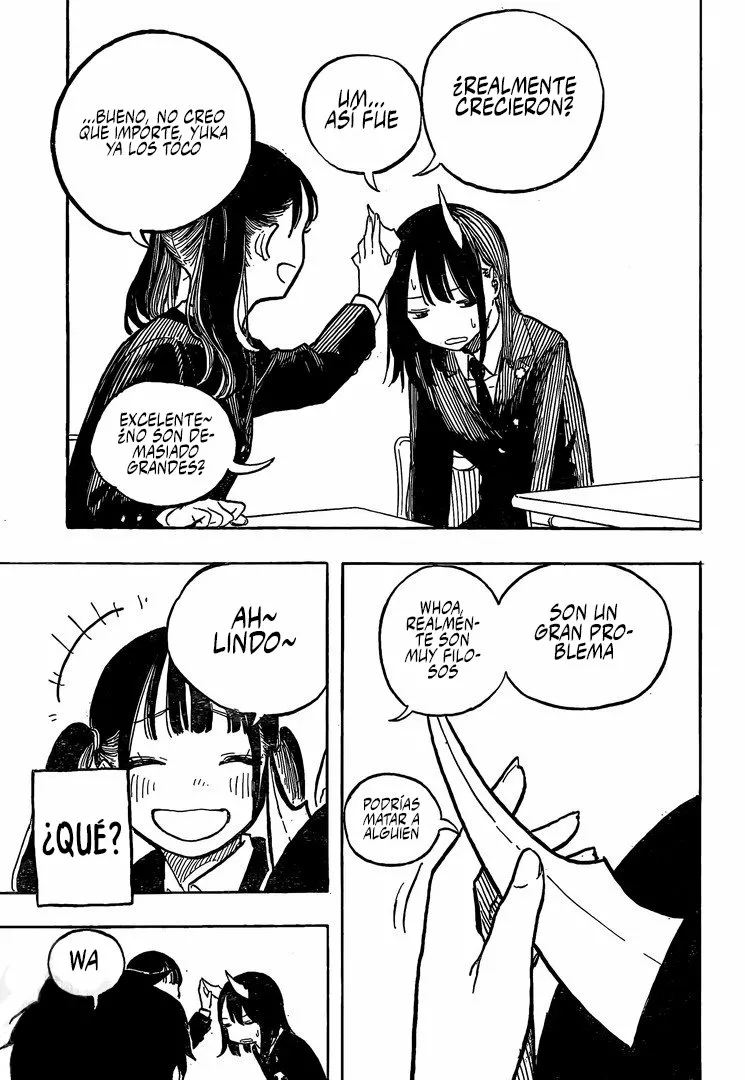 ¿REALMENTE
CRECIERON?
UM...
ASÍ FUE
...BUENO, NO CREO
QUE IMPORTE, YUKA
YA LOS TOCO
EXCELENTE~
¿NO SON DE-
MASIADO
GRANDES?
SON UN
GRAN PRO-
BLEMA
WHOA,
REALMEN-
TE SON
MUY FILO-
SOS
PODRÍAS
MATAR A
ALGUIEN
AH~
LINDO~
¿QUÉ?
WA